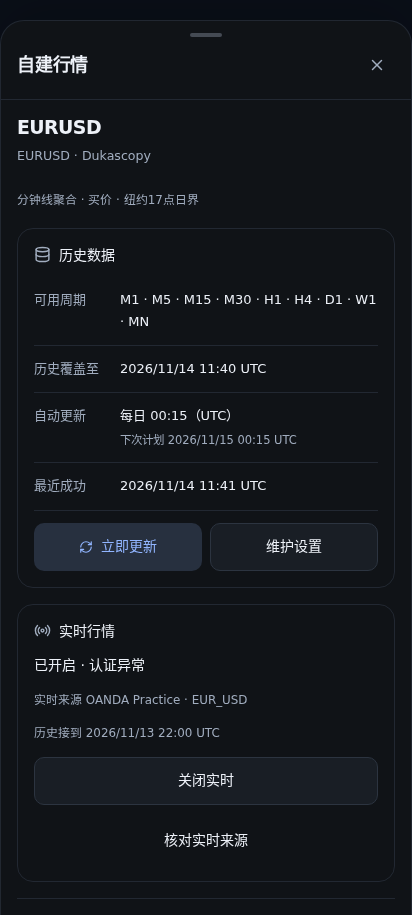 自建行情
EURUSD
EURUSD · Dukascopy
分钟线聚合 · 买价 · 纽约17点日界
历史数据
可用周期 M1 · M5 · M15 · M30 · H1 · H4 · D1 · W1
· MN
历史覆盖至 2026/11/14 11:40 UTC
自动更新 每日 00:15（UTC）
下次计划 2026/11/15 00:15 UTC
最近成功 2026/11/14 11:41 UTC
立即更新 维护设置
实时行情
已开启 · 认证异常
实时来源 OANDA Practice · EUR_USD
历史接到 2026/11/13 22:00 UTC
关闭实时
核对实时来源